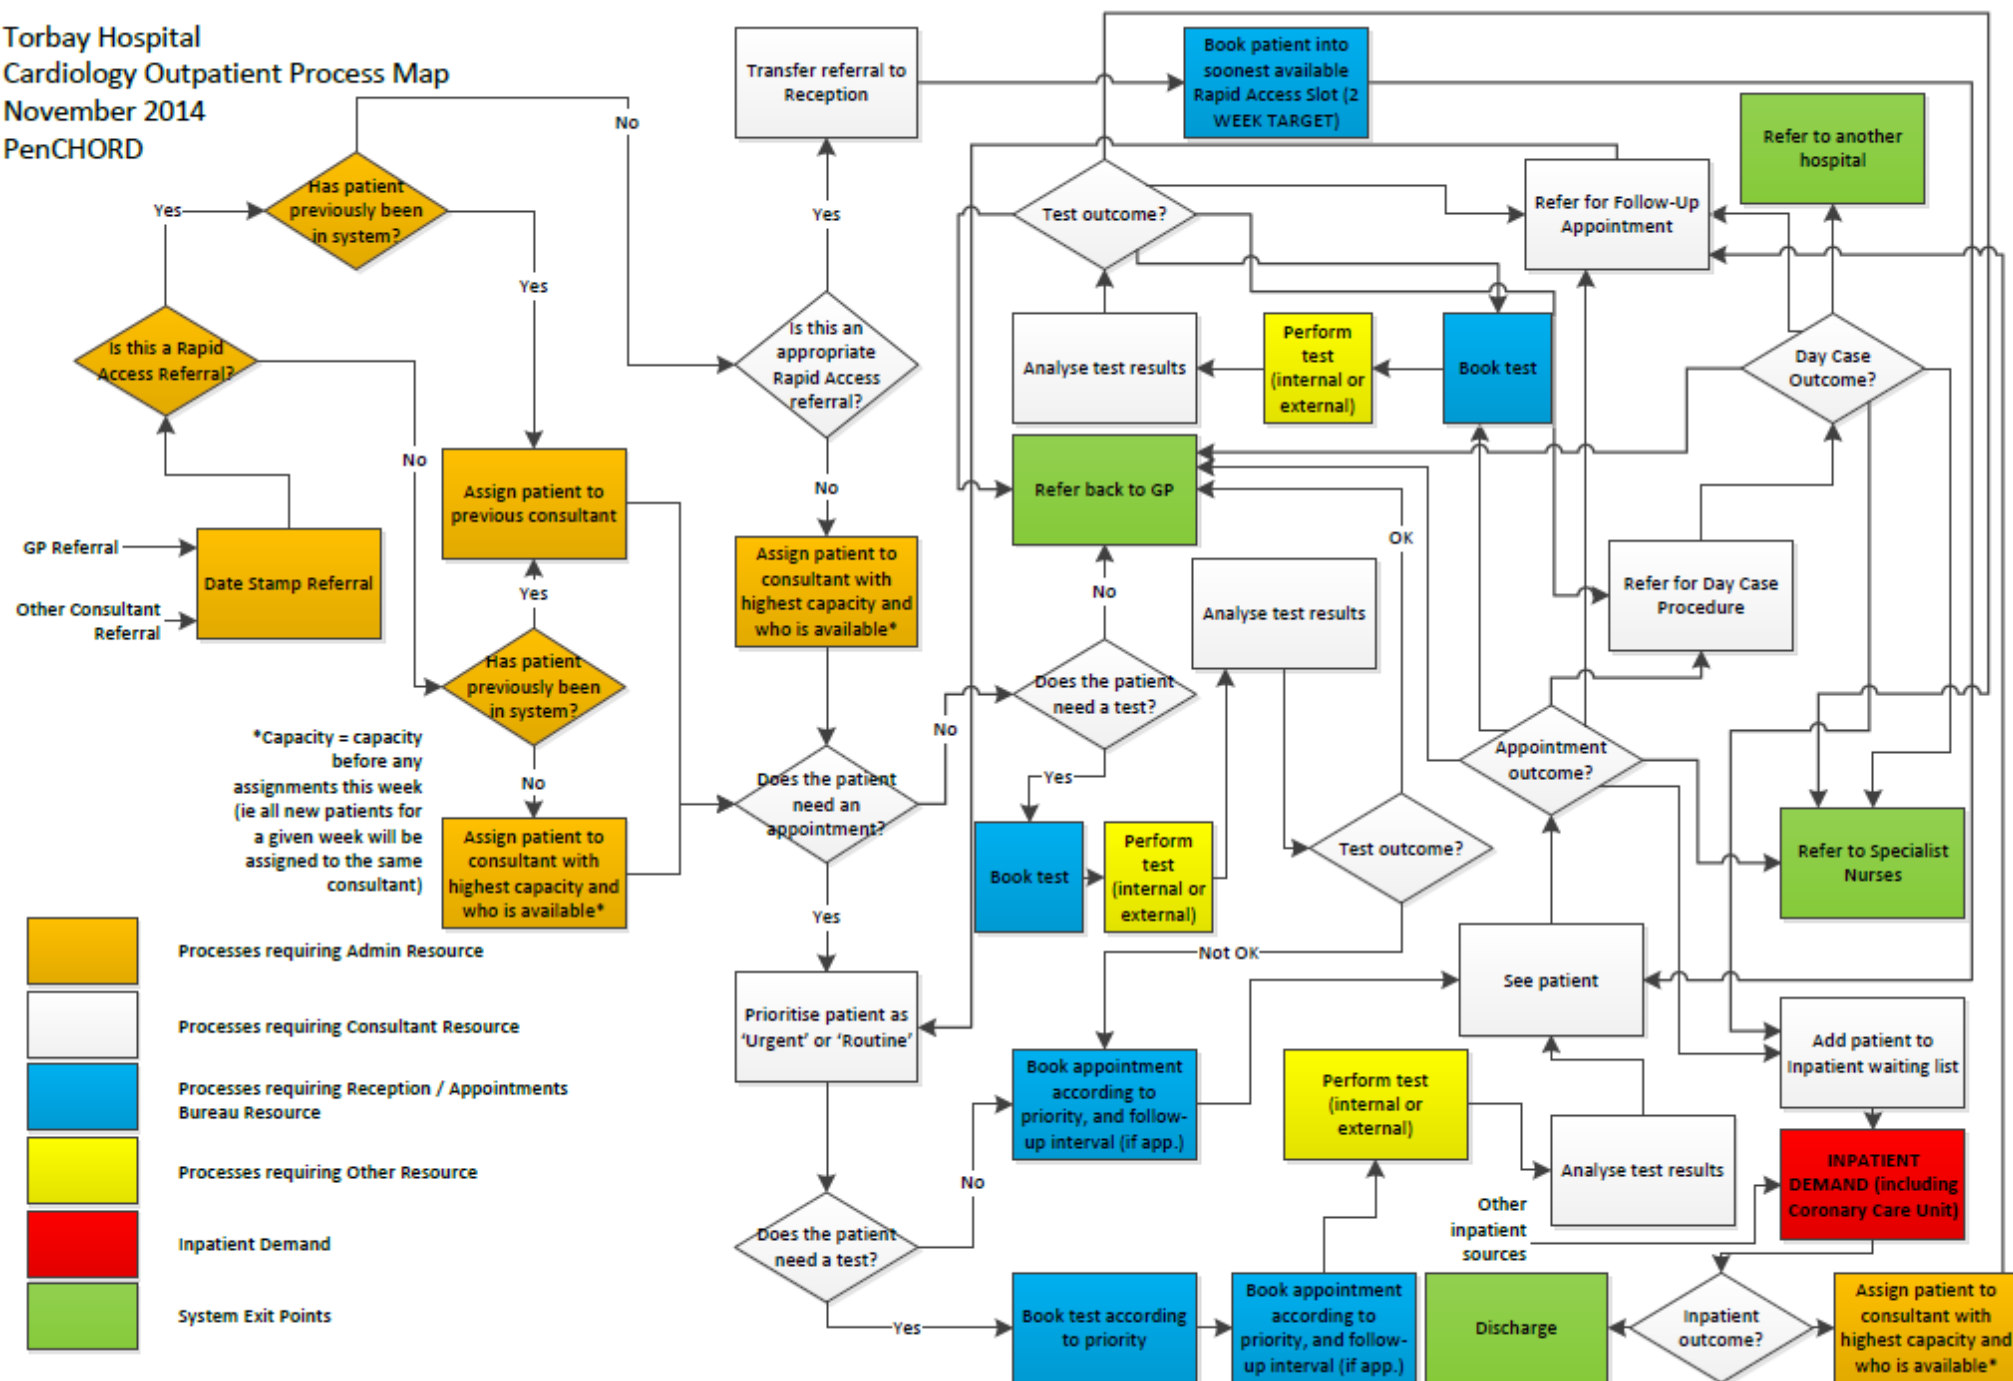 Torbay Hospital
Cardiology Outpatient Process Map
November 2014
PenCHORD
No
Yes
Has patient
previously been
in system?
Yes
Is this a Rapid
Access Referral?
No
GP Referral
Other Consultant
Referral
Date Stamp Referral
Assign patient to
previous consultant
Yes
Has patient
previously been
in system?
No
*Capacity = capacity
before any
assignments this week
(ie all new patients for
a given week will be
assigned to the same
consultant)
Assign patient to
consultant with
highest capacity and
who is available*
Processes requiring Admin Resource
Processes requiring Consultant Resource
Processes requiring Reception / Appointments
Bureau Resource
Processes requiring Other Resource
Inpatient Demand
System Exit Points
Transfer referral to
Reception
Yes
Is this an
appropriate
Rapid Access
referral?
No
Assign patient to
consultant with
highest capacity and
who is available*
Does the patient
need an
appointment?
No
Yes
Prioritise patient as
‘Urgent’ or ‘Routine’
Does the patient
need a test?
No
Yes
Book patient into
soonest available
Rapid Access Slot (2
WEEK TARGET)
Test outcome?
Analyse test results
Perform
test
(internal or
external)
Book test
Refer back to GP
No
Does the patient
need a test?
Yes
Book test
Perform
test
(internal or
external)
Analyse test results
OK
Test outcome?
Not OK
Book appointment
according to
priority, and follow-
up interval (if app.)
Book test according
to priority
Book appointment
according to
priority, and follow-
up interval (if app.)
Perform test
(internal or
external)
Analyse test results
See patient
Appointment
outcome?
Refer for Follow-Up
Appointment
Refer to another
hospital
Day Case
Outcome?
Refer for Day Case
Procedure
Refer to Specialist
Nurses
Add patient to
Inpatient waiting list
INPATIENT
DEMAND (including
Coronary Care Unit)
Other
inpatient
sources
Discharge
Inpatient
outcome?
Assign patient to
consultant with
highest capacity and
who is available*